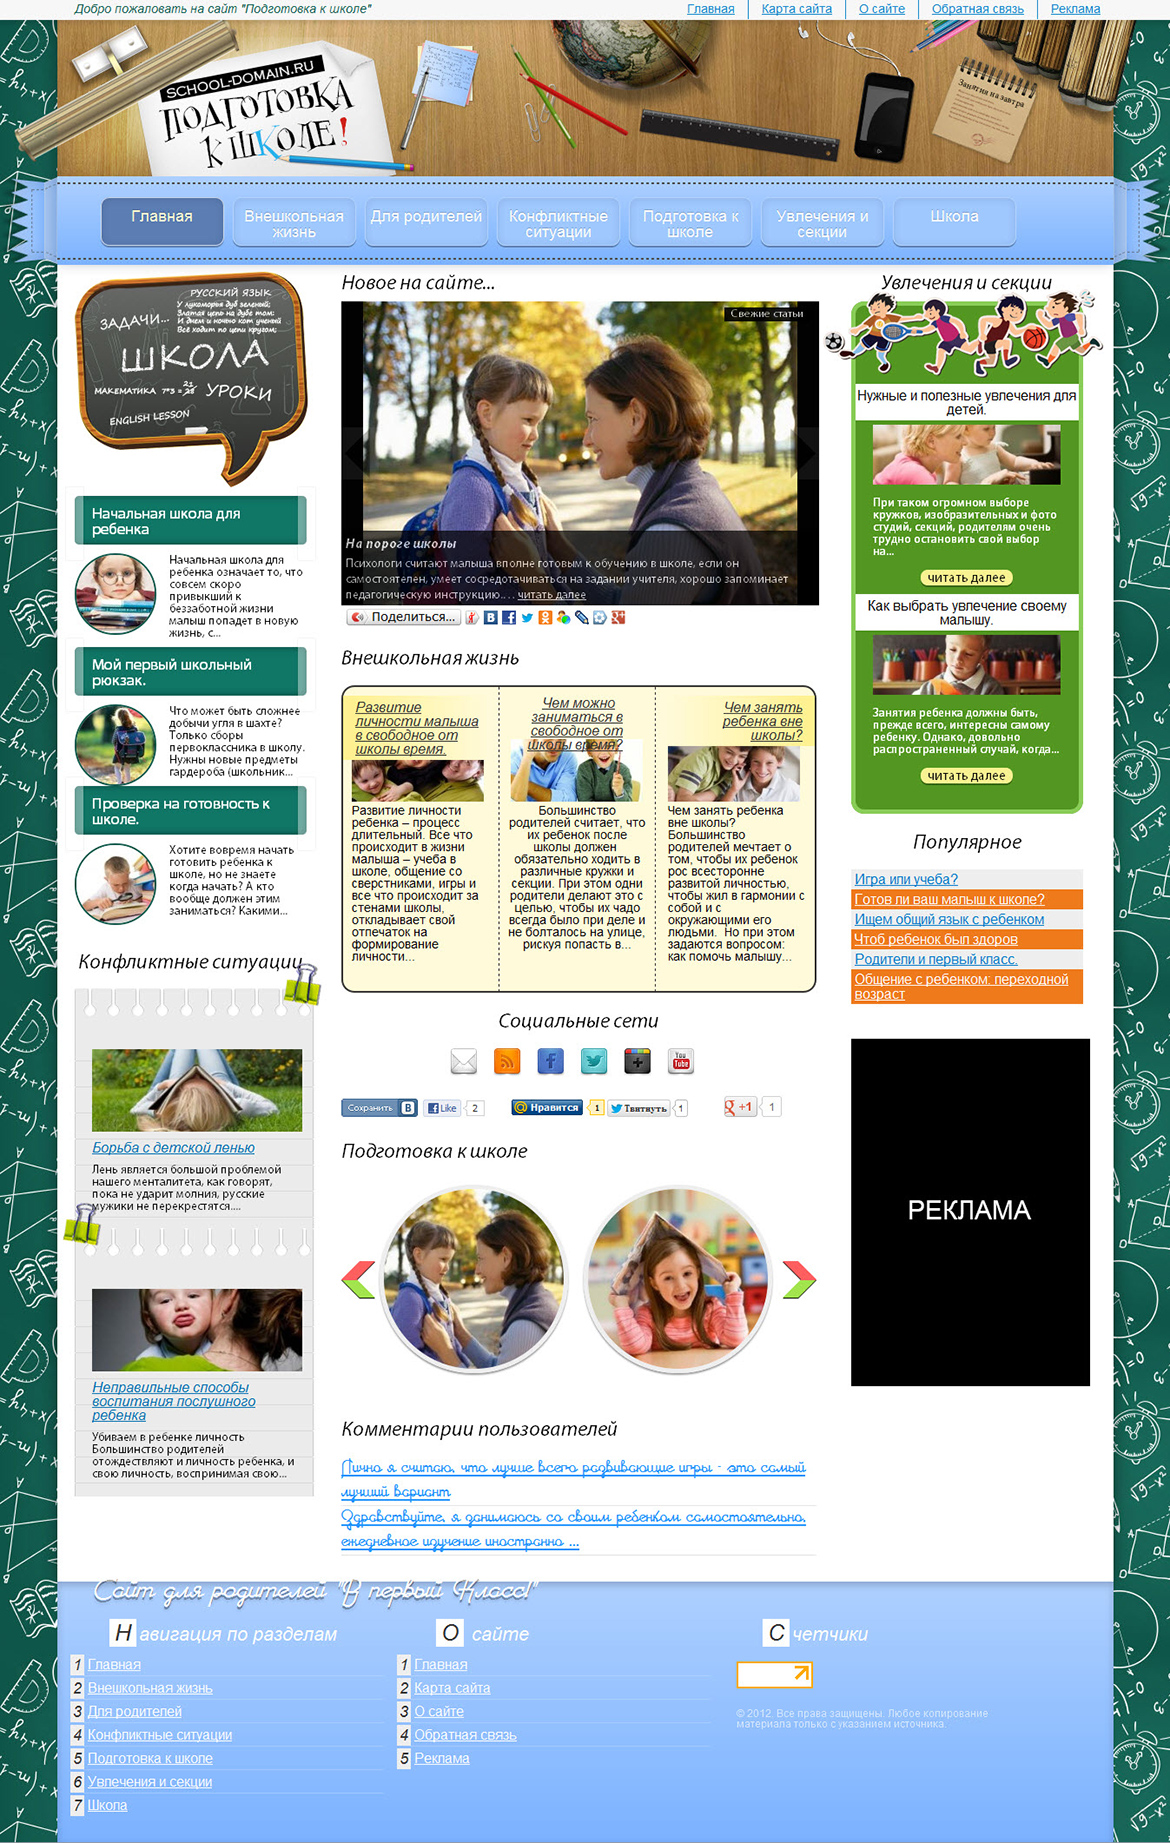 Добро пожаловать на сайт "Подготовка к школе"
Главная
Карта сайта
О сайте
Обратная связь
Реклама
SCHOOL-DOMAIN.RU
ПОДГОТОВКА
К ШКОЛЕ!
Занятия на завтра
Главная
Внешкольная
жизнь
Для родителей
Конфликтные
ситуации
Подготовка к
школе
Увлечения и
секции
Школа
РУССКИЙ ЯЗЫК
У лукоморья дуб зеленый;
Златая цепь на дубе том:
И днем и ночью кот ученый
Всё ходит по цепи кругом;
ЗАДАЧИ...
ШКОЛА
МАТЕМАТИКА
УРОКИ
ENGLISH LESSON
Начальная школа для
ребенка
Начальная школа для
ребенка означает то, что
совсем скоро
привыкший к
беззаботной жизни
малыш попадет в новую
жизнь, с...
Мой первый школьный
рюкзак.
Что может быть сложнее
добычи угля в шахте?
Только сборы
первоклассника в школу.
Нужны новые предметы
гардероба (школьник...
Проверка на готовность к
школе.
Хотите вовремя начать
готовить ребенка к
школе, но не знаете
когда начать? А кто
вообще должен этим
заниматься? Какими...
Конфликтные ситуации
Борьба с детской ленью
Лень является большой проблемой
нашего менталитета, как говорят,
пока не ударит молния, русские
мужики не перекрестятся....
Неправильные способы
воспитания послушного
ребенка
Убиваем в ребенке личность
Большинство родителей
отождествляют и личность ребенка, и
свою личность, воспринимая свою...
Новое на сайте...
Свежие статьи
На пороге школы
Психологи считают малыша вполне готовым к обучению в школе, если он
самостоятелен, умеет сосредотачиваться на задании учителя, хорошо запоминает
педагогическую инструкцию.... читать далее
Поделиться...
Внешкольная жизнь
Развитие
личности малыша
в свободное от
школы время.
Развитие личности
ребенка – процесс
длительный. Все что
происходит в жизни
малыша – учеба в
школе, общение со
сверстниками, игры и
все что происходит за
стенами школы,
откладывает свой
отпечаток на
формирование
личности...
Чем можно
заниматься в
свободное от
школы время?
Большинство
родителей считает, что
их ребенок после
школы должен
обязательно ходить в
различные кружки и
секции. При этом одни
родители делают это с
целью, чтобы их чадо
всегда было при деле и
не болталось на улице,
рискуя попасть в...
Чем занять
ребенка вне
школы?
Чем занять ребенка
вне школы?
Большинство
родителей мечтает о
том, чтобы их ребенок
рос всесторонне
развитой личностью,
чтобы жил в гармонии с
собой и с
окружающими его
людьми. Но при этом
задаются вопросом:
как помочь малышу...
Социальные сети
You
Tube
Сохранить B
Like 2
Нравится 1
Твитнуть 1
+1 1
Подготовка к школе
Комментарии пользователей
Лично я считаю, что лучше всего развивающие игры - это самый
лучший вариант
Здравствуйте, я занимаюсь со своим ребенком самостоятельно,
ежедневное изучение иностранно ...
Увлечения и секции
Нужные и полезные увлечения для
детей.
При таком огромном выборе
кружков, изобразительных и фото
студий, секций, родителям очень
трудно остановить свой выбор
на...
читать далее
Как выбрать увлечение своему
малышу.
Занятия ребенка должны быть,
прежде всего, интересны самому
ребенку. Однако, довольно
распространенный случай, когда...
читать далее
Популярное
Игра или учеба?
Готов ли ваш малыш к школе?
Ищем общий язык с ребенком
Чтоб ребенок был здоров
Родители и первый класс.
Общение с ребенком: переходной
возраст
РЕКЛАМА
Сайт для родителей "В первый Класс!"
Навигация по разделам
1 Главная
2 Внешкольная жизнь
3 Для родителей
4 Конфликтные ситуации
5 Подготовка к школе
6 Увлечения и секции
7 Школа
О сайте
1 Главная
2 Карта сайта
3 О сайте
4 Обратная связь
5 Реклама
Счетчики
© 2012. Все права защищены. Любое копирование
материала только с указанием источника.